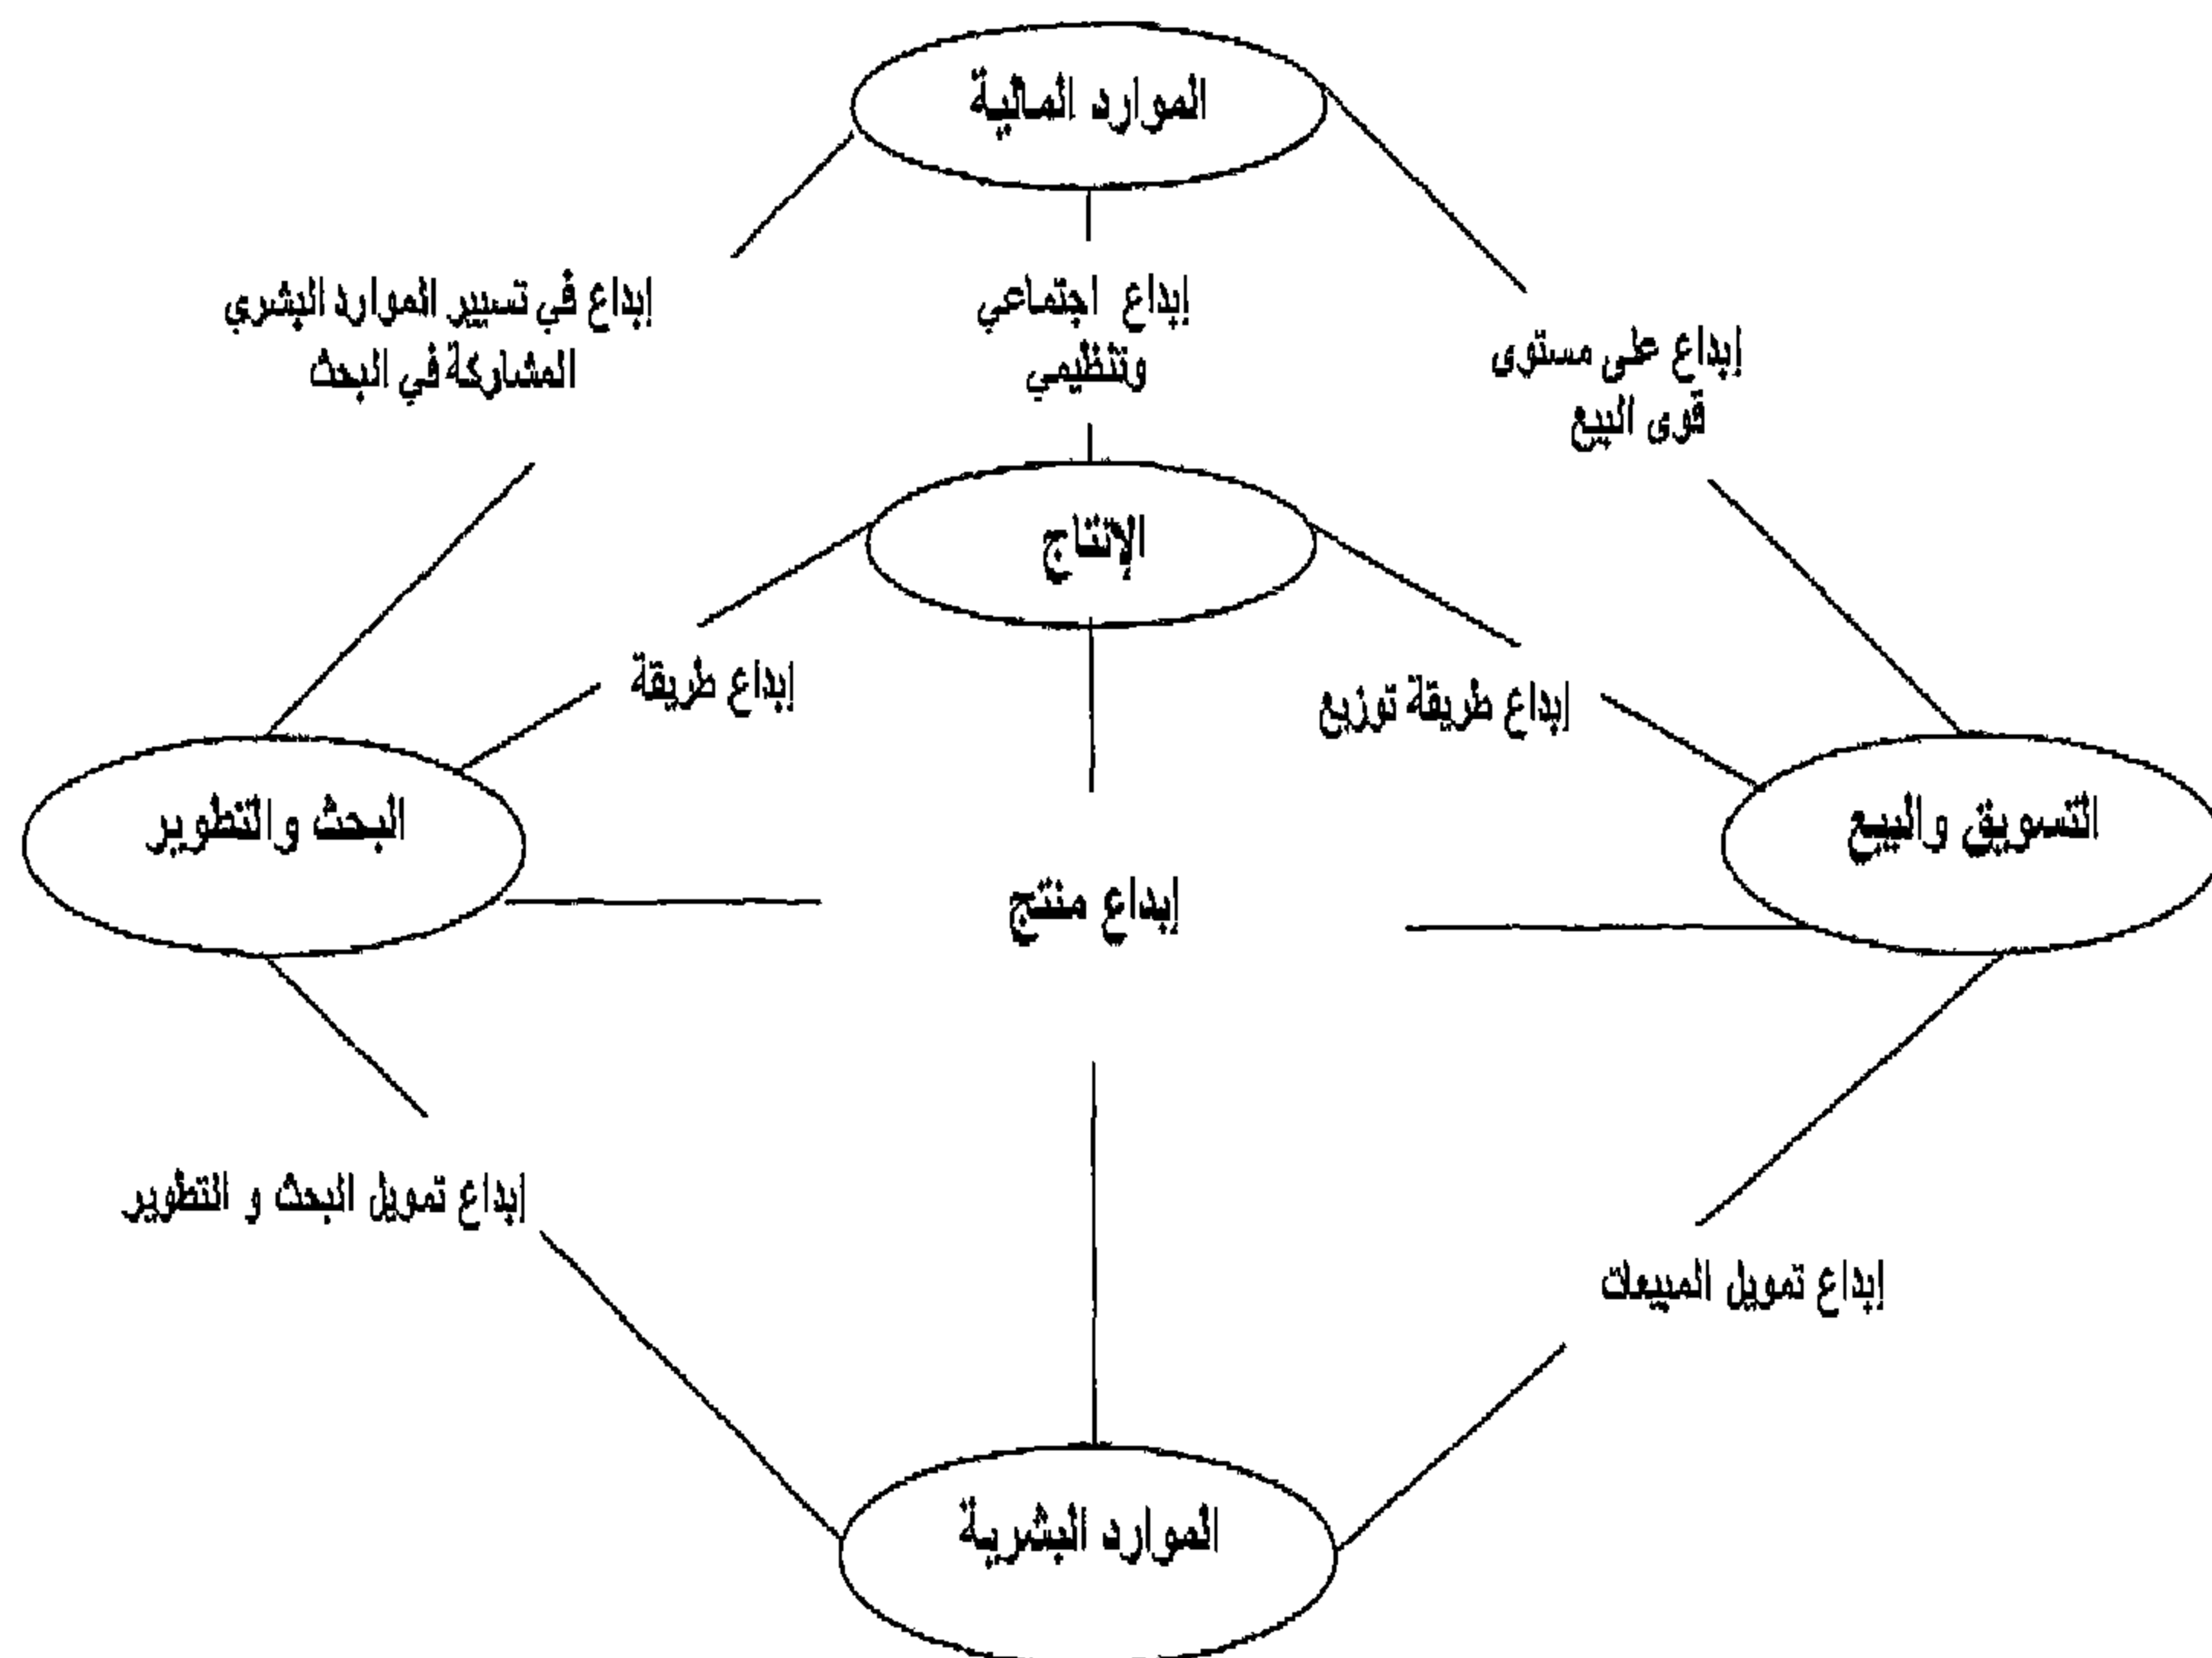 الموارد المالية
إبداع على مستوى
قوى البيع
إبداع اجتماعي
وتنظيمي
إبداع في تسيير الموارد البشري
المشاركة في البحث
الإنتاج
إبداع طريقة توزيع
إبداع طريقة
التسويق والبيع
إبداع منتج
البحث والتطوير
إبداع تمويل المبيعات
إبداع تمويل البحث و التطوير
الموارد البشرية